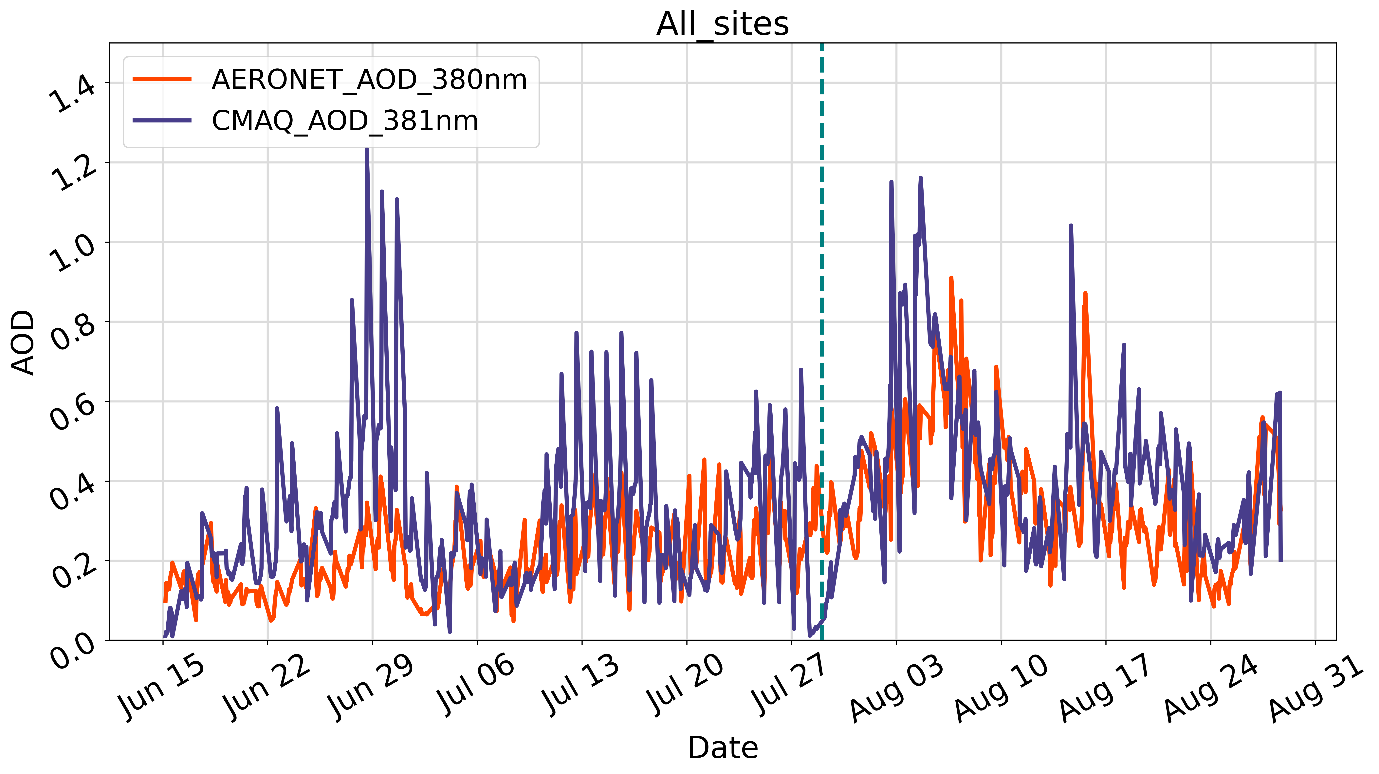 All_sites
AERONET_AOD_380nm
CMAQ_AOD_381nm
AOD
1.4
1.2
1.0
0.8
0.6
0.4
0.2
0.0
Jun 15 Jun 22 Jun 29 Jul 06 Jul 13 Jul 20 Jul 27 Aug 03 Aug 10 Aug 17 Aug 24 Aug 31
Date